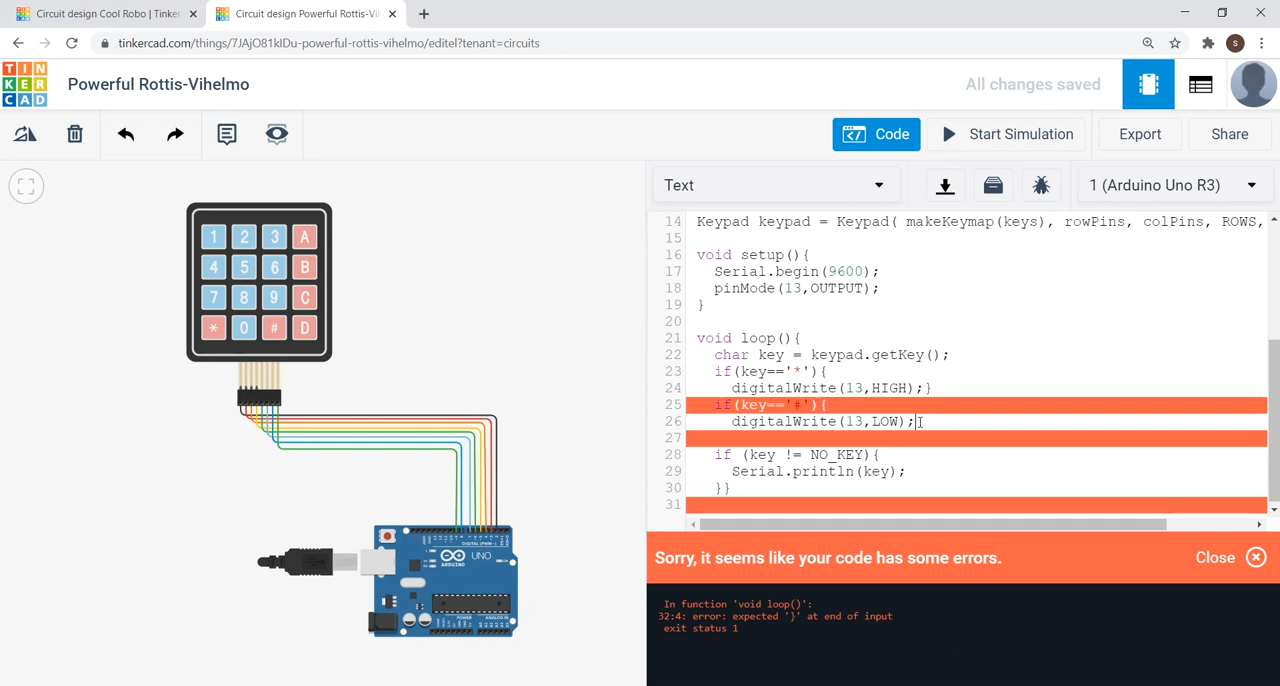 Circuit design Cool Robo | Tinker
Circuit design Powerful Rottis-Vi
tinkercad.com/things/7JAjO81kIDu-powerful-rottis-vihelmo/editel?tenant=circuits
S
TIN
KER
CAD
Powerful Rottis-Vihelmo
All changes saved
Code
Start Simulation
Export
Share
Text
1 (Arduino Uno R3)
1 2 3 A
4 5 6 B
7 8 9 C
* 0 # D
14 Keypad keypad = Keypad( makeKeymap(keys), rowPins, colPins, ROWS,
15
16 void setup(){
17 Serial.begin(9600);
18 pinMode(13,OUTPUT);
19 }
20
21 void loop(){
22 char key = keypad.getKey();
23 if(key=='*'){
24 digitalWrite(13,HIGH);}
25 if(key=='#'){
26 digitalWrite(13,LOW);
27
28 if (key != NO_KEY){
29 Serial.println(key);
30 }}
31
DIGITAL (PWM~)
UNO
ARDUINO
POWER
ANALOG IN
Sorry, it seems like your code has some errors.
Close
In function 'void loop()':
32:4: error: expected '}' at end of input
exit status 1